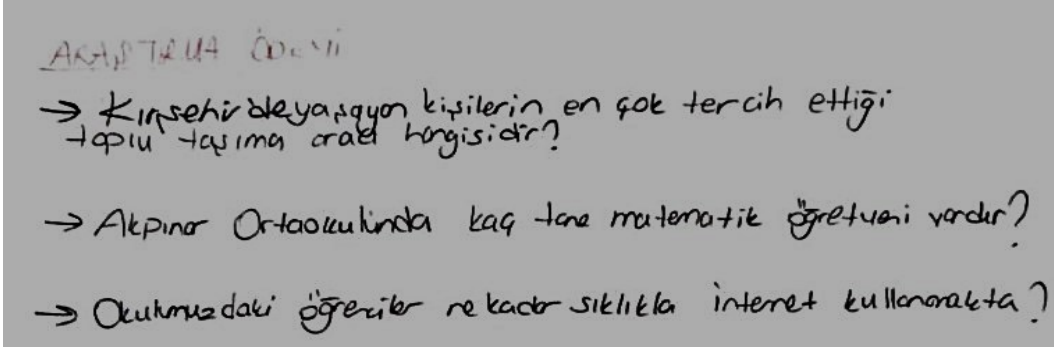 ARAŞTIRMA ÖDEVİ
→ Kırşehir'de yaşayan kişilerin en çok tercih ettiği
toplu taşıma aracı hangisidir?
→ Akpınar Ortaokulunda kaç tane matematik öğretmeni vardır?
→ Okulumuzdaki öğrenciler ne kadar sıklıkla internet kullanmakta?